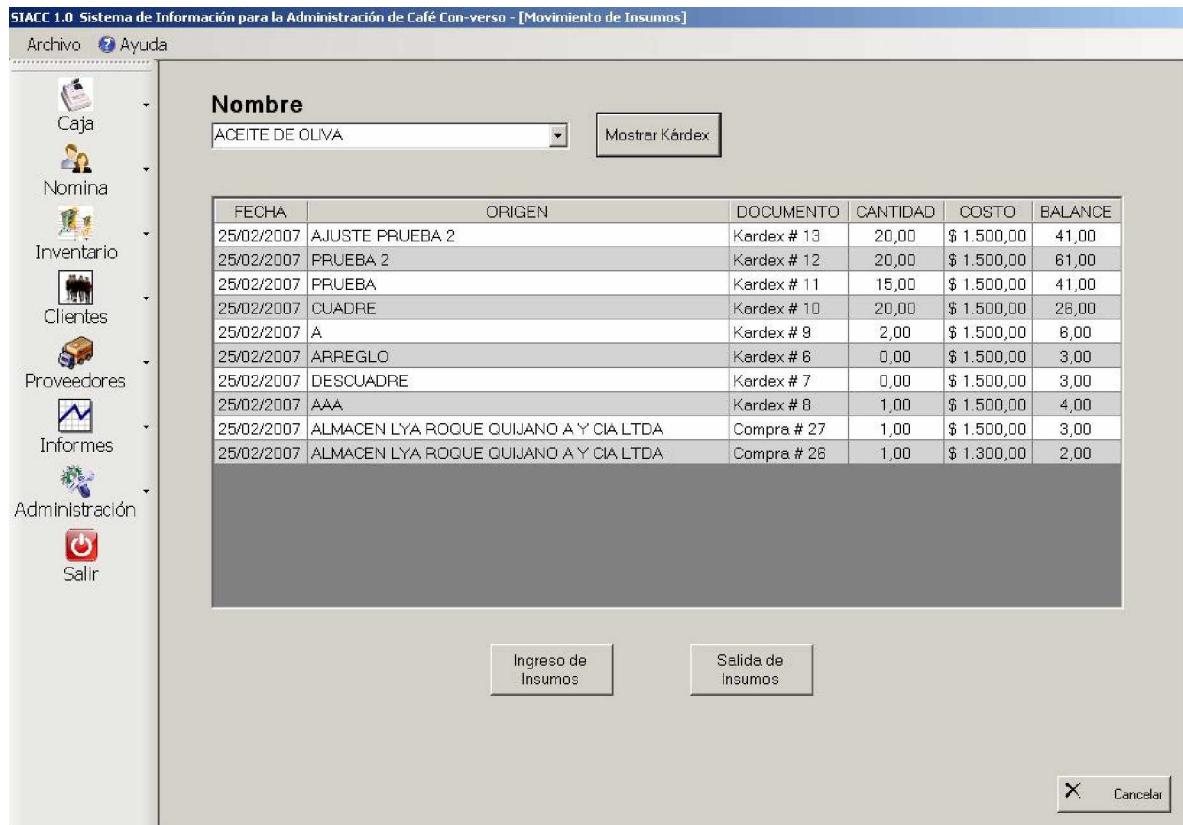 SIACC 1.0 Sistema de Información para la Administración de Café Con-verso - [Movimiento de Insumos]
Archivo Ayuda
Caja
Nomina
Inventario
Clientes
Proveedores
Informes
Administración
Salir
Nombre
ACEITE DE OLIVA Mostrar Kárdex
FECHA ORIGEN DOCUMENTO CANTIDAD COSTO BALANCE
25/02/2007 AJUSTE PRUEBA 2 Kardex # 13 20,00 $ 1.500,00 41,00
25/02/2007 PRUEBA 2 Kardex # 12 20,00 $ 1.500,00 61,00
25/02/2007 PRUEBA Kardex # 11 15,00 $ 1.500,00 41,00
25/02/2007 CUADRE Kardex # 10 20,00 $ 1.500,00 26,00
25/02/2007 A Kardex # 9 2,00 $ 1.500,00 6,00
25/02/2007 ARREGLO Kardex # 6 0,00 $ 1.500,00 3,00
25/02/2007 DESCUADRE Kardex # 7 0,00 $ 1.500,00 3,00
25/02/2007 AAA Kardex # 8 1,00 $ 1.500,00 4,00
25/02/2007 ALMACEN LYA ROQUE QUIJANO A Y CIA LTDA Compra # 27 1,00 $ 1.500,00 3,00
25/02/2007 ALMACEN LYA ROQUE QUIJANO A Y CIA LTDA Compra # 26 1,00 $ 1.300,00 2,00
Ingreso de
Insumos
Salida de
Insumos
Cancelar